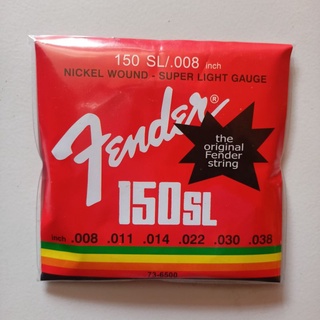 150 SL/.008 inch
NICKEL WOUND - SUPER LIGHT GAUGE
Fender®
the
original
Fender
string
150SL
inch .008 .011 .014 .022 .030 .038
73-6500